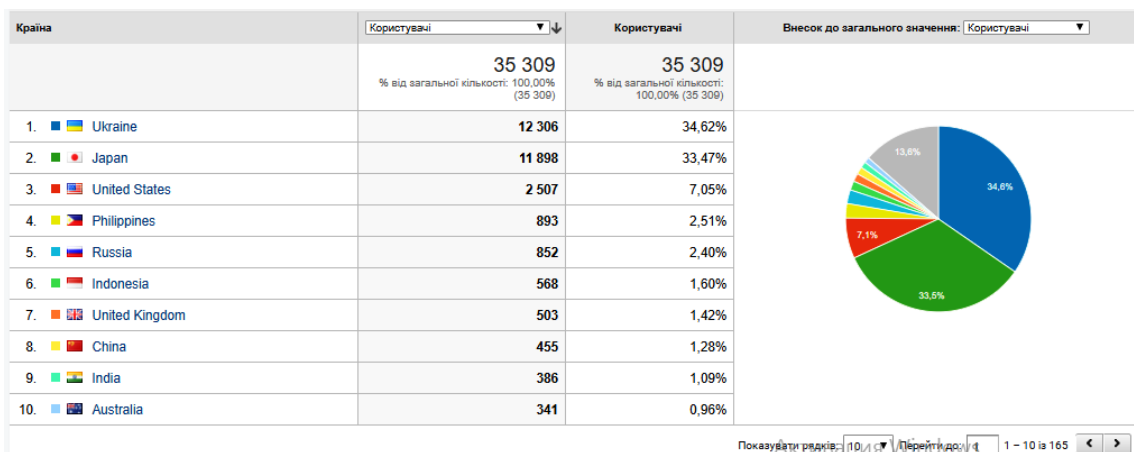 Країна Користувачі Користувачі Внесок до загального значення: Користувачі
35 309 35 309
% від загальної кількості: 100,00% % від загальної кількості:
(35 309) 100,00% (35 309)
1. Ukraine 12 306 34,62%
2. Japan 11 898 33,47%
3. United States 2 507 7,05%
4. Philippines 893 2,51%
5. Russia 852 2,40%
6. Indonesia 568 1,60%
7. United Kingdom 503 1,42%
8. China 455 1,28%
9. India 386 1,09%
10. Australia 341 0,96%
13,6%
34,6%
7,1%
33,5%
Показувати рядків: 10 Перейти до: 1 – 10 із 165